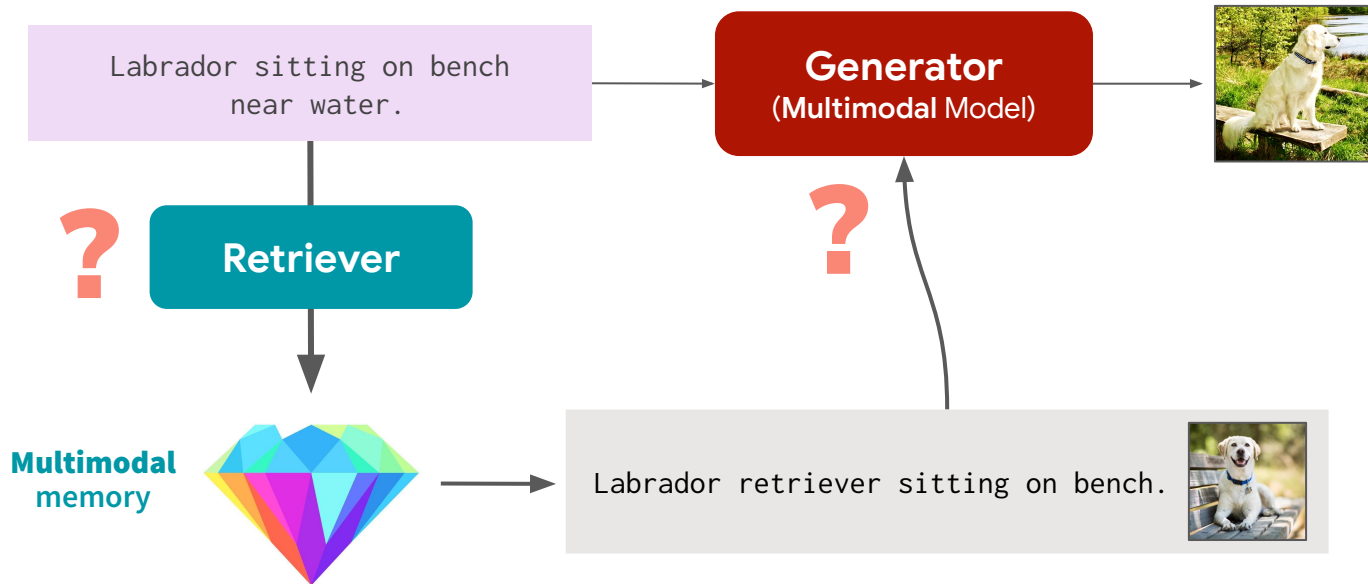 Labrador sitting on bench
near water.
Generator
(Multimodal Model)
?
Retriever
?
Multimodal
memory
Labrador retriever sitting on bench.